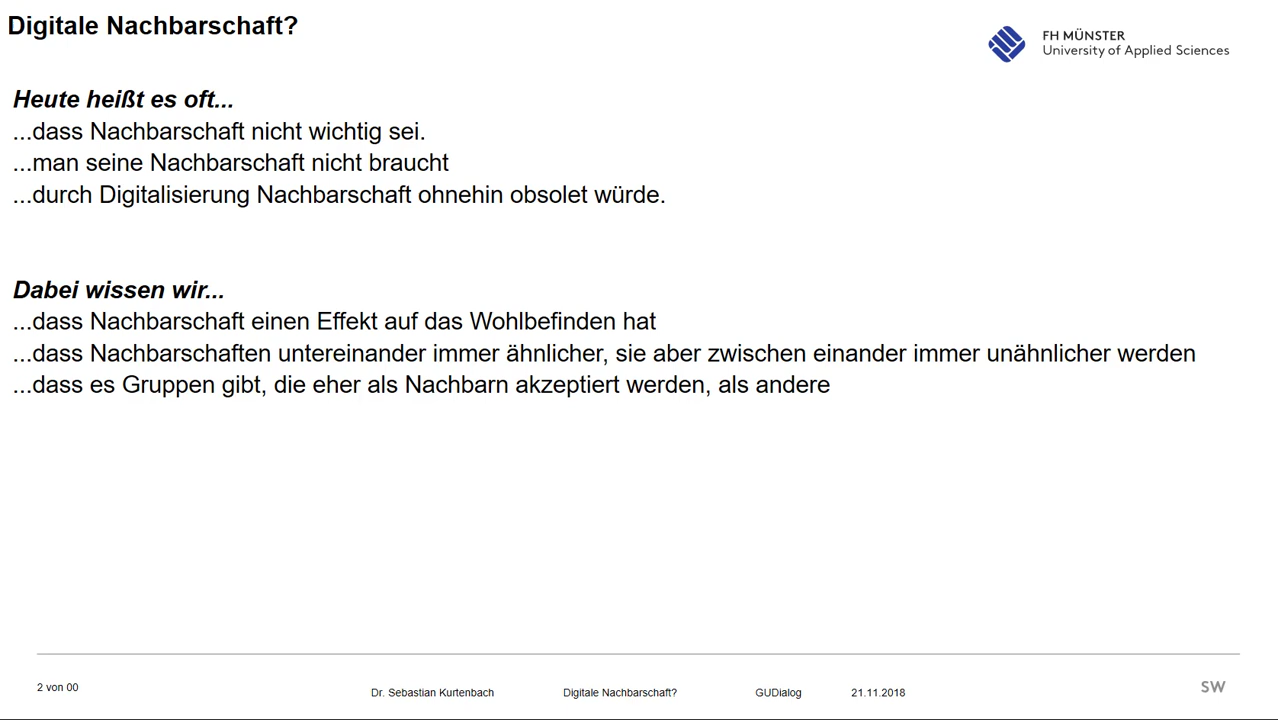 Digitale Nachbarschaft?
FH MÜNSTER
University of Applied Sciences
Heute heißt es oft...
...dass Nachbarschaft nicht wichtig sei.
...man seine Nachbarschaft nicht braucht
...durch Digitalisierung Nachbarschaft ohnehin obsolet würde.
Dabei wissen wir...
...dass Nachbarschaft einen Effekt auf das Wohlbefinden hat
...dass Nachbarschaften untereinander immer ähnlicher, sie aber zwischen einander immer unähnlicher werden
...dass es Gruppen gibt, die eher als Nachbarn akzeptiert werden, als andere
2 von 00 Dr. Sebastian Kurtenbach Digitale Nachbarschaft? GUDialog 21.11.2018 SW